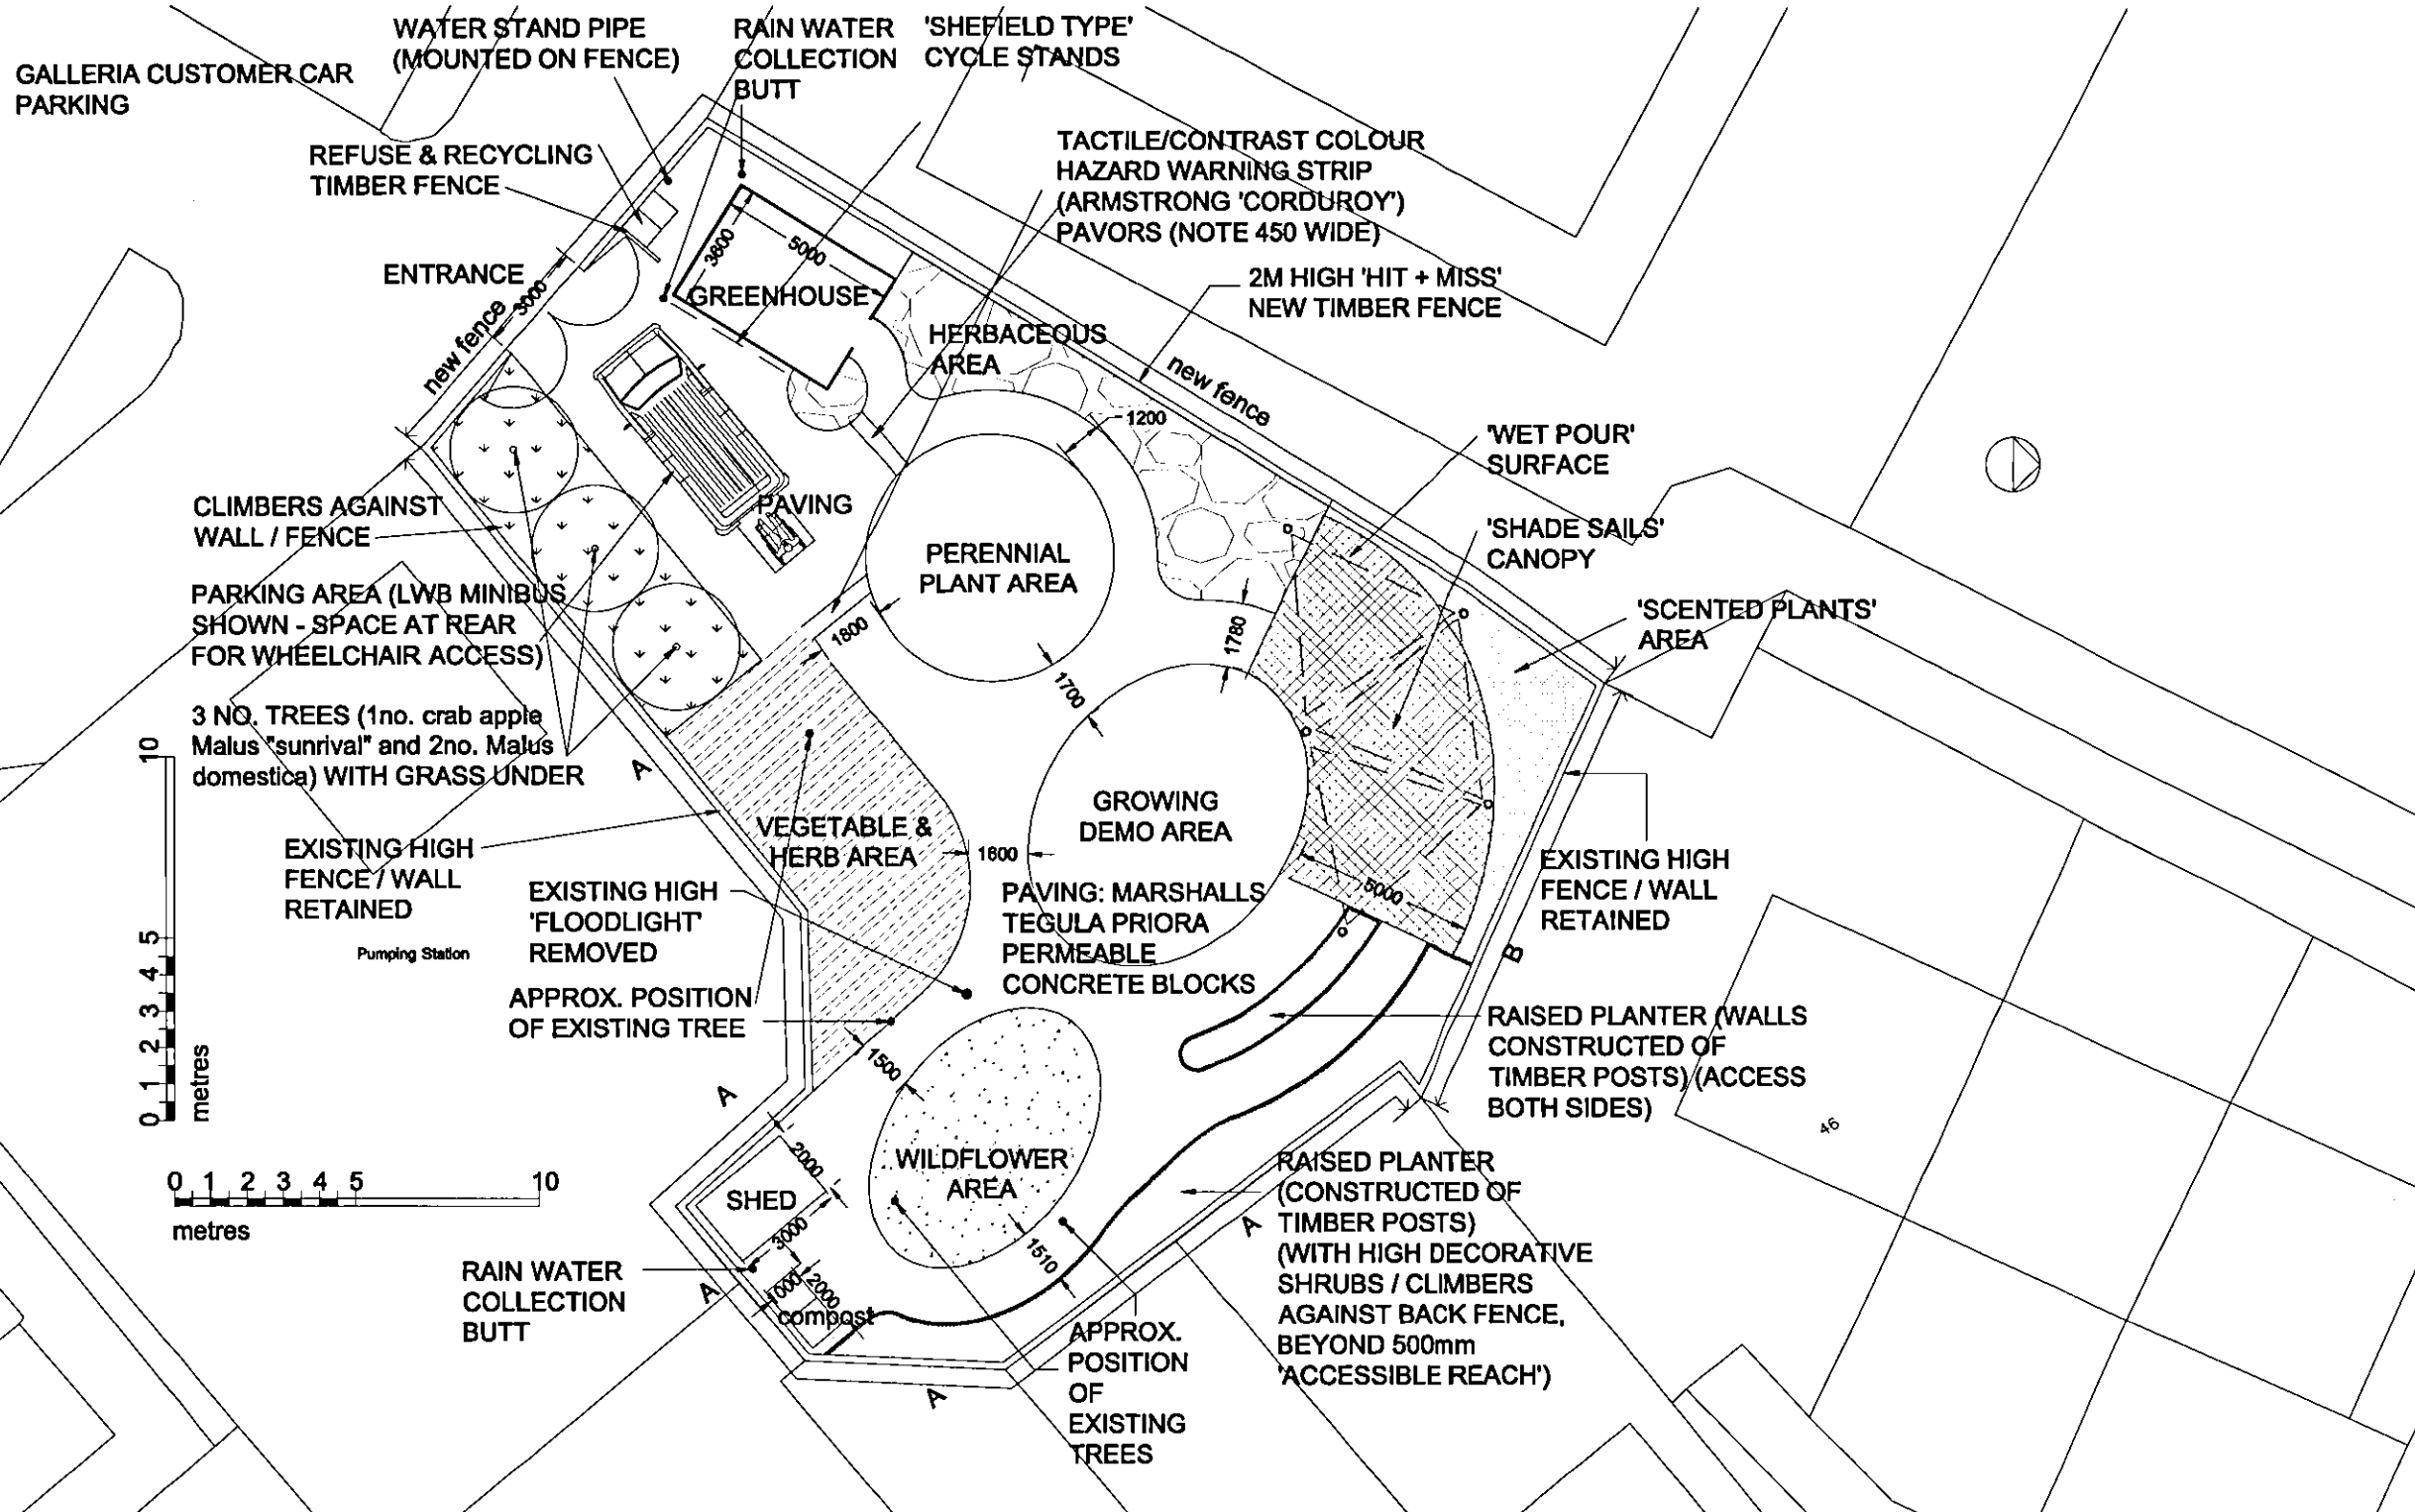 WATER STAND PIPE
(MOUNTED ON FENCE)
RAIN WATER
COLLECTION
BUTT
'SHEFIELD TYPE'
CYCLE STANDS
GALLERIA CUSTOMER CAR
PARKING
REFUSE & RECYCLING
TIMBER FENCE
TACTILE/CONTRAST COLOUR
HAZARD WARNING STRIP
(ARMSTRONG 'CORDUROY')
PAVORS (NOTE 450 WIDE)
ENTRANCE
3000
new fence
3600
5000
GREENHOUSE
2M HIGH 'HIT + MISS'
NEW TIMBER FENCE
HERBACEOUS
AREA
new fence
1200
'WET POUR'
SURFACE
CLIMBERS AGAINST
WALL / FENCE
PAVING
'SHADE SAILS'
CANOPY
PERENNIAL
PLANT AREA
PARKING AREA (LWB MINIBUS
SHOWN - SPACE AT REAR
FOR WHEELCHAIR ACCESS)
1800
1780
'SCENTED PLANTS'
AREA
1700
3 NO. TREES (1no. crab apple
Malus "sunrival" and 2no. Malus
domestica) WITH GRASS UNDER
A
GROWING
DEMO AREA
VEGETABLE &
HERB AREA
1600
EXISTING HIGH
FENCE / WALL
RETAINED
EXISTING HIGH
FENCE / WALL
RETAINED
5000
B
EXISTING HIGH
'FLOODLIGHT'
REMOVED
PAVING: MARSHALLS
TEGULA PRIORA
PERMEABLE
CONCRETE BLOCKS
Pumping Station
APPROX. POSITION
OF EXISTING TREE
RAISED PLANTER (WALLS
CONSTRUCTED OF
TIMBER POSTS) (ACCESS
BOTH SIDES)
10
5
4
3
2
1
0
metres
1500
A
46
0 1 2 3 4 5 10
metres
SHED
2000
3000
WILDFLOWER
AREA
1510
RAISED PLANTER
(CONSTRUCTED OF
TIMBER POSTS)
(WITH HIGH DECORATIVE
SHRUBS / CLIMBERS
AGAINST BACK FENCE,
BEYOND 500mm
'ACCESSIBLE REACH')
A
RAIN WATER
COLLECTION
BUTT
A
1000
2000
compost
A
APPROX.
POSITION
OF
EXISTING
TREES